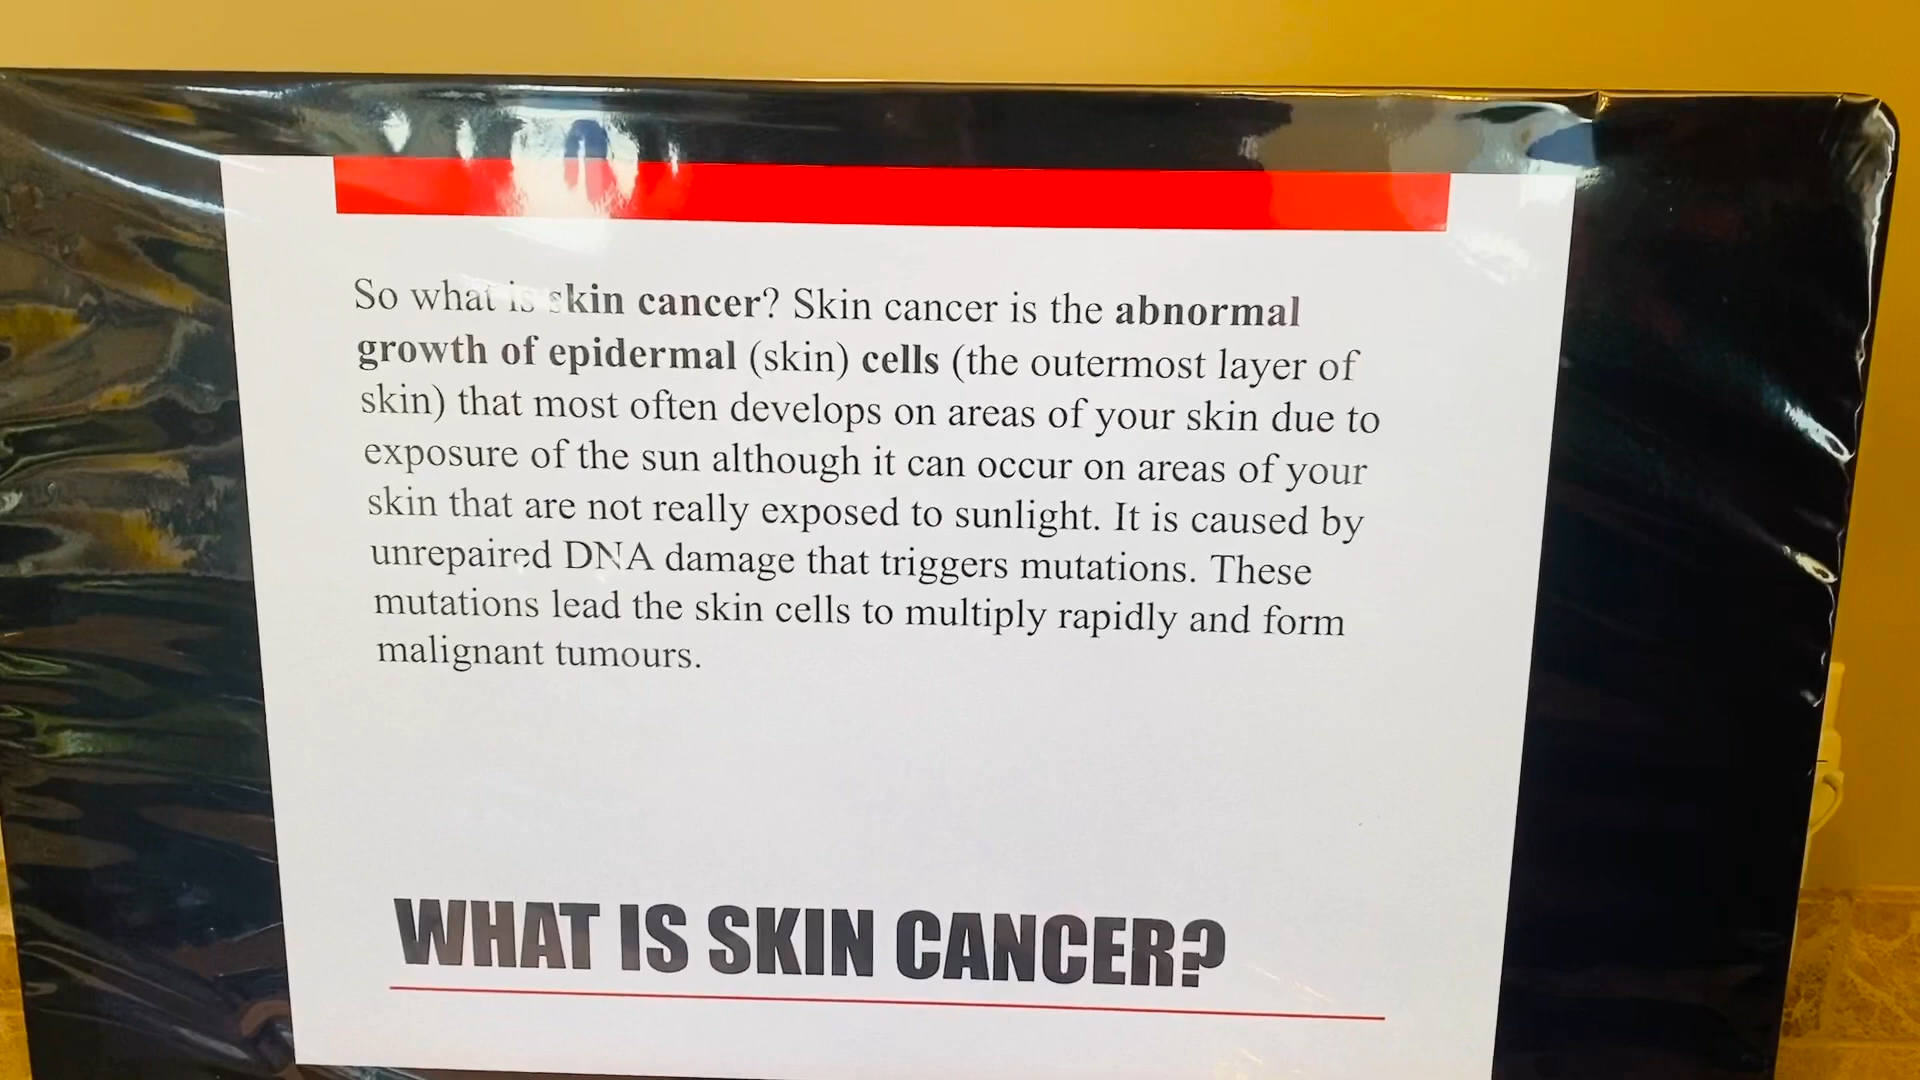 So what is skin cancer? Skin cancer is the abnormal
growth of epidermal (skin) cells (the outermost layer of
skin) that most often develops on areas of your skin due to
exposure of the sun although it can occur on areas of your
skin that are not really exposed to sunlight. It is caused by
unrepaired DNA damage that triggers mutations. These
mutations lead the skin cells to multiply rapidly and form
malignant tumours.
WHAT IS SKIN CANCER?